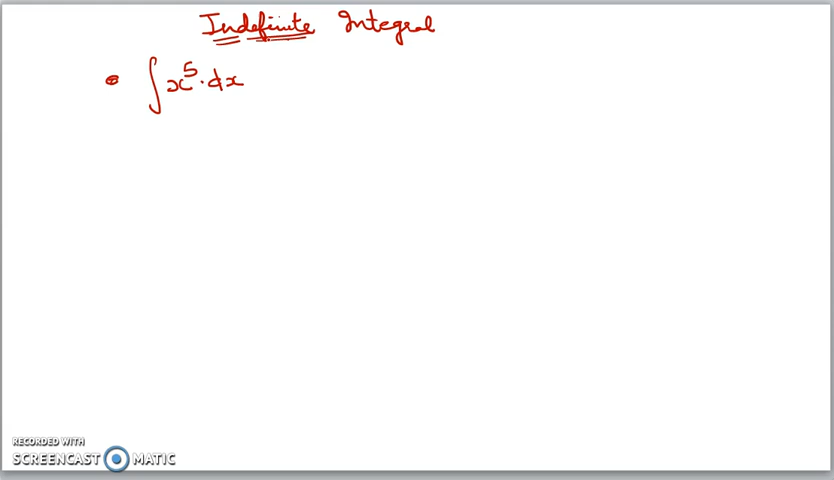 Indefinite Integral
∫x⁵·dx
RECORDED WITH
SCREENCAST MATIC